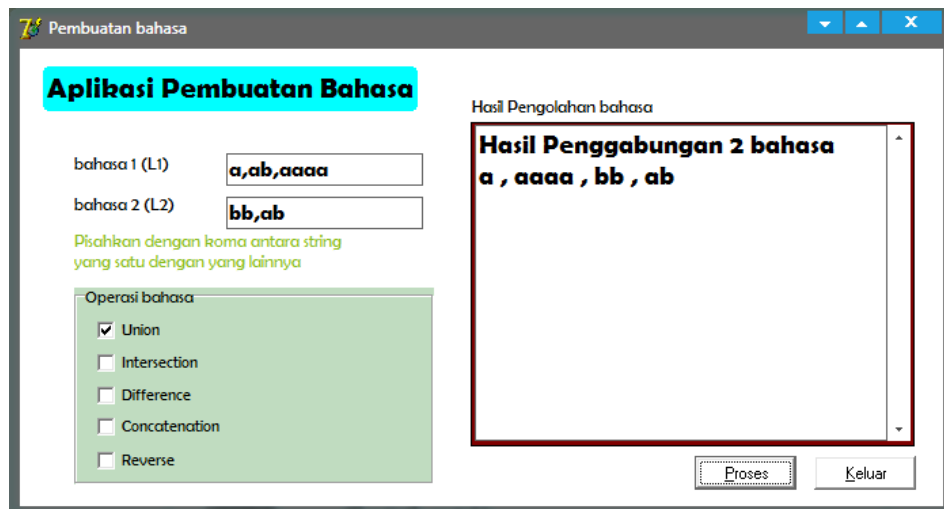 Pembuatan bahasa
X
Aplikasi Pembuatan Bahasa
bahasa 1 (L1)
a,ab,aaaa
bahasa 2 (L2)
bb,ab
Pisahkan dengan koma antara string
yang satu dengan yang lainnya
Operasi bahasa
Union
Intersection
Difference
Concatenation
Reverse
Hasil Pengolahan bahasa
Hasil Penggabungan 2 bahasa
a , aaaa , bb , ab
Proses
Keluar